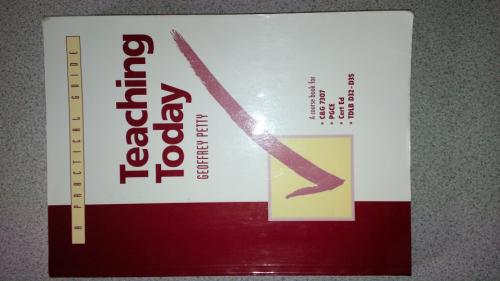 A PRACTICAL GUIDE
Teaching
Today
GEOFFREY PETTY
A course book for
• C&G 7307
• PGCE
• Cert Ed
• TDLB D32–D35